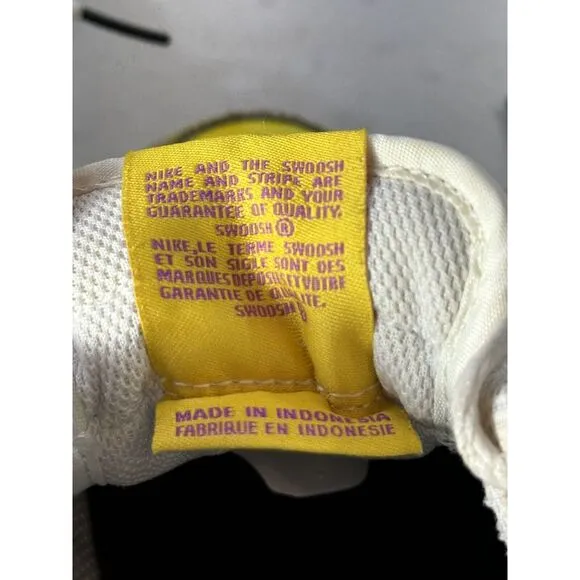 NIKE AND THE SWOOSH
NAME AND STRIPE ARE
TRADEMARKS AND YOUR
GUARANTEE OF QUALITY.
SWOOSH®
NIKE,LE TERME SWOOSH
ET SON SIGLE SONT DES
MARQUES DEPOSES ET VOTRE
GARANTIE DE QUALITE.
SWOOSH®
MADE IN INDONESIA
FABRIQUE EN INDONESIE